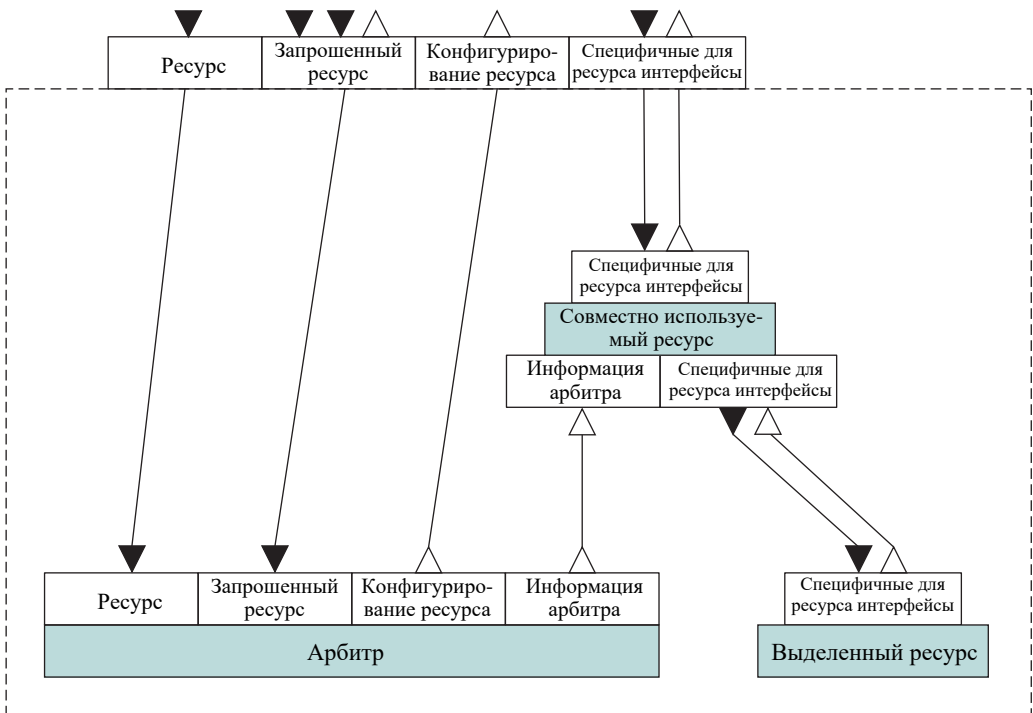 Ресурс
Запрошенный
ресурс
Конфигуриро-
вание ресурса
Специфичные для
ресурса интерфейсы
Специфичные для
ресурса интерфейсы
Совместно используе-
мый ресурс
Информация
арбитра
Специфичные для
ресурса интерфейсы
Ресурс
Запрошенный
ресурс
Конфигуриро-
вание ресурса
Информация
арбитра
Арбитр
Специфичные для
ресурса интерфейсы
Выделенный ресурс